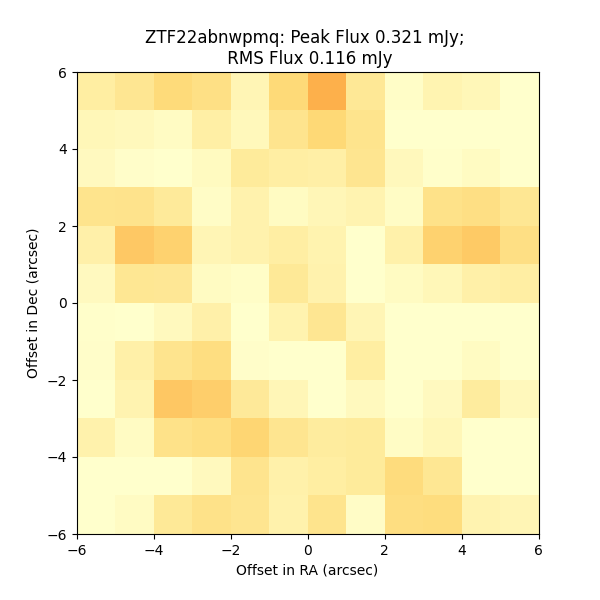 ZTF22abnwpmq: Peak Flux 0.321 mJy;
RMS Flux 0.116 mJy
6
4
2
0
−2
−4
−6
Offset in Dec (arcsec)
−6 −4 −2 0 2 4 6
Offset in RA (arcsec)